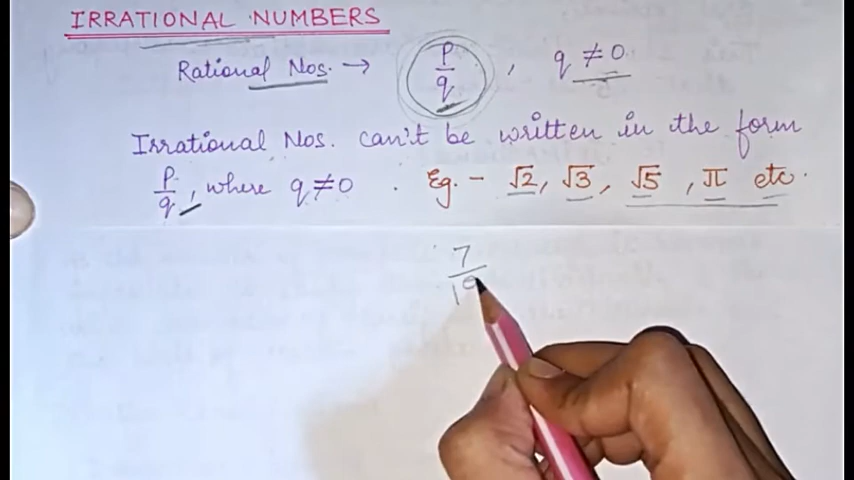 IRRATIONAL NUMBERS
Rational Nos. → p/q , q ≠ 0.
Irrational Nos. can't be written in the form
p/q, where q ≠ 0 . Eg. - √2, √3, √5 , π etc.
7